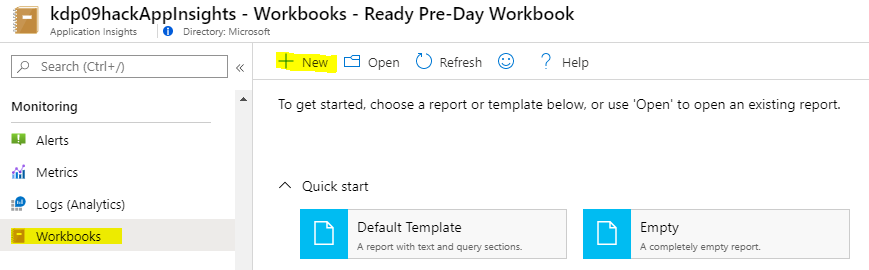 kdp09hackAppInsights - Workbooks - Ready Pre-Day Workbook
Application Insights
Directory: Microsoft
Search (Ctrl+/)
«
New
Open
Refresh
? Help
Monitoring
Alerts
Metrics
Logs (Analytics)
Workbooks
To get started, choose a report or template below, or use 'Open' to open an existing report.
Quick start
Default Template
A report with text and query sections.
Empty
A completely empty report.